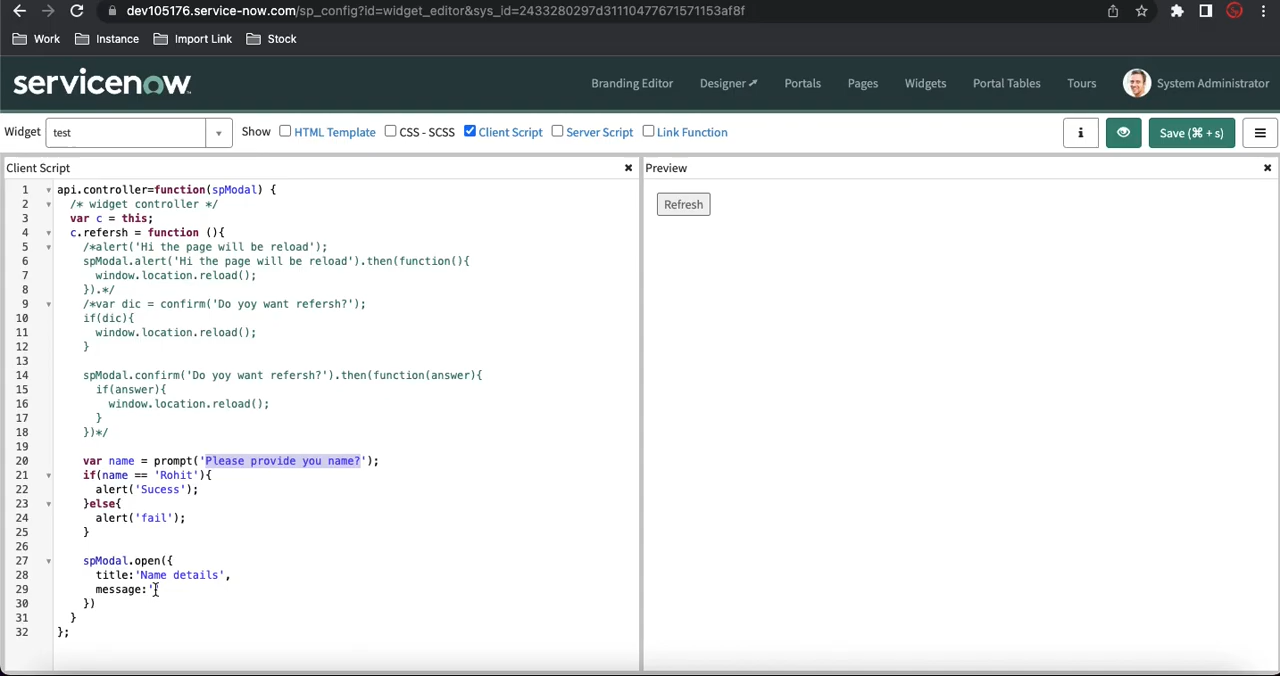 dev105176.service-now.com/sp_config?id=widget_editor&sys_id=2433280297d31110477671571153af8f
Work Instance Import Link Stock
servicenow Branding Editor Designer Portals Pages Widgets Portal Tables Tours System Administrator
Widget test Show HTML Template CSS - SCSS Client Script Server Script Link Function i Save (⌘ + s)
Client Script
1 api.controller=function(spModal) {
2 /* widget controller */
3 var c = this;
4 c.refersh = function (){
5 /*alert('Hi the page will be reload');
6 spModal.alert('Hi the page will be reload').then(function(){
7 window.location.reload();
8 }).*/
9 /*var dic = confirm('Do yoy want refersh?');
10 if(dic){
11 window.location.reload();
12 }
13
14 spModal.confirm('Do yoy want refersh?').then(function(answer){
15 if(answer){
16 window.location.reload();
17 }
18 })*/
19
20 var name = prompt('Please provide you name?');
21 if(name == 'Rohit'){
22 alert('Sucess');
23 }else{
24 alert('fail');
25 }
26
27 spModal.open({
28 title:'Name details',
29 message:'
30 })
31 }
32 };
Preview
Refresh